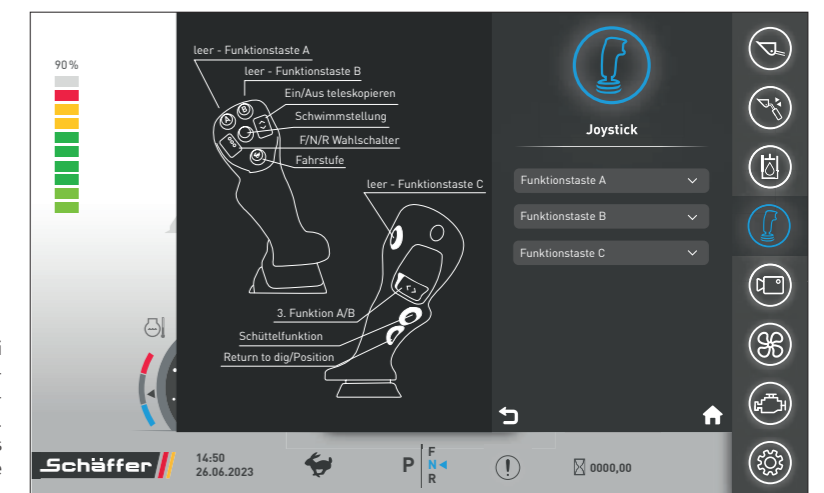 90%
leer - Funktionstaste A
leer - Funktionstaste B
Ein/Aus teleskopieren
Schwimmstellung
F/N/R Wahlschalter
Fahrstufe
A
B
leer - Funktionstaste C
3. Funktion A/B
Schüttelfunktion
Return to dig/Position
Joystick
Funktionstaste A
Funktionstaste B
Funktionstaste C
i
-
-
.
s
e
Schäffer
14:50
26.06.2023
P
F
N
R
0000,00